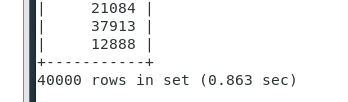 |     21084 |
|     37913 |
|     12888 |
+-----------+
40000 rows in set (0.863 sec)